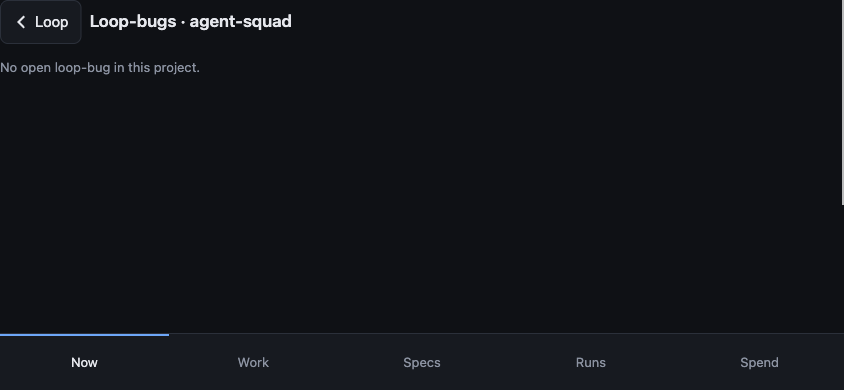 Loop
Loop-bugs · agent-squad
No open loop-bug in this project.
Now
Work
Specs
Runs
Spend